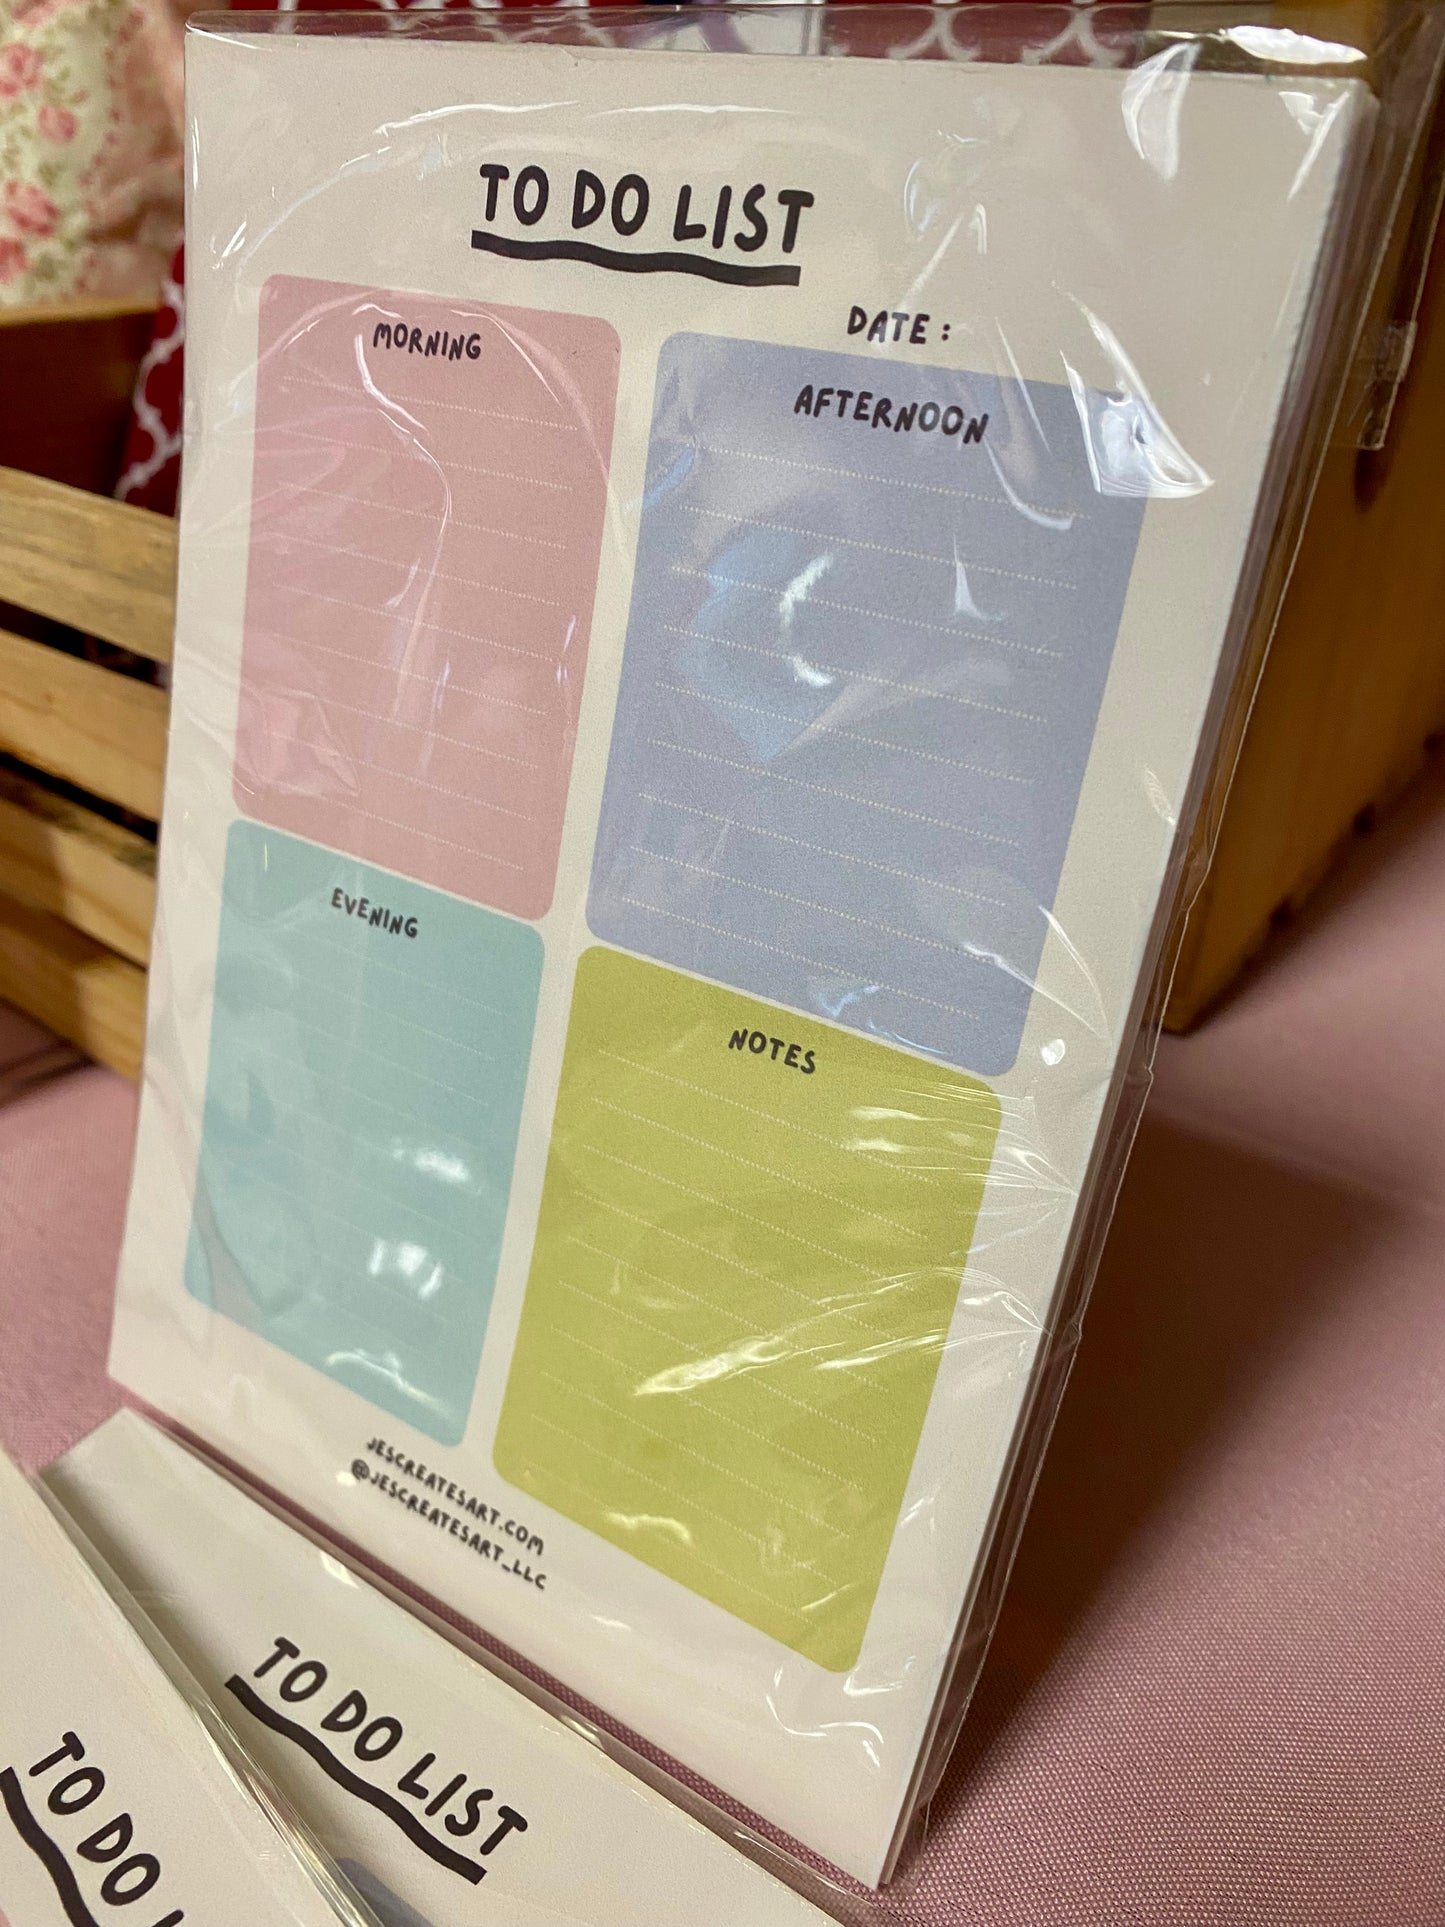 TO DO LIST
DATE :
MORNING
AFTERNOON
EVENING
NOTES
JESCREATESART.COM
@JESCREATESART_LLC
TO DO LIST
TO DO